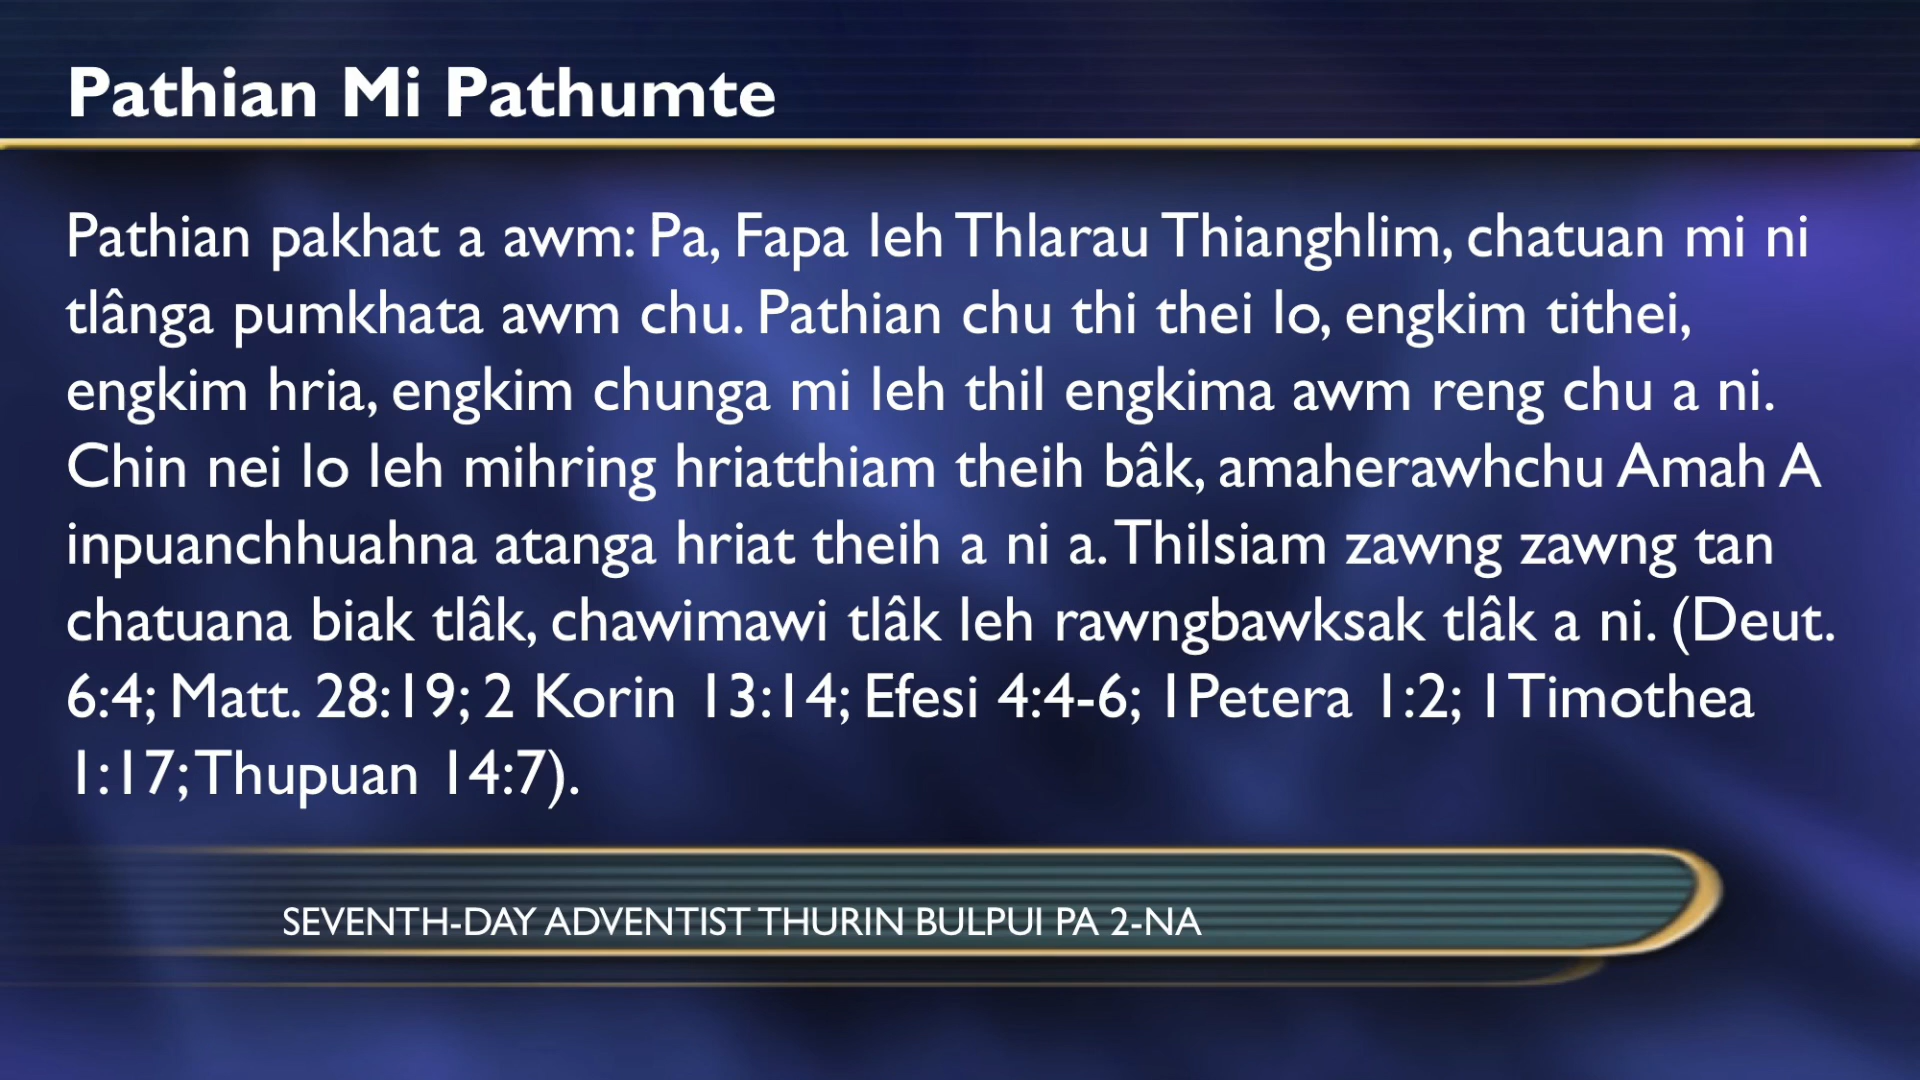 Pathian Mi Pathumte
Pathian pakhat a awm: Pa, Fapa leh Thlarau Thianghlim, chatuan mi ni
tlânga pumkhata awm chu. Pathian chu thi thei lo, engkim tithei,
engkim hria, engkim chunga mi leh thil engkima awm reng chu a ni.
Chin nei lo leh mihring hriatthiam theih bâk, amaherawhchu Amah A
inpuanchhuahna atanga hriat theih a ni a. Thilsiam zawng zawng tan
chatuana biak tlâk, chawimawi tlâk leh rawngbawksak tlâk a ni. (Deut.
6:4; Matt. 28:19; 2 Korin 13:14; Efesi 4:4-6; 1Petera 1:2; 1Timothea
1:17; Thupuan 14:7).
SEVENTH-DAY ADVENTIST THURIN BULPUI PA 2-NA